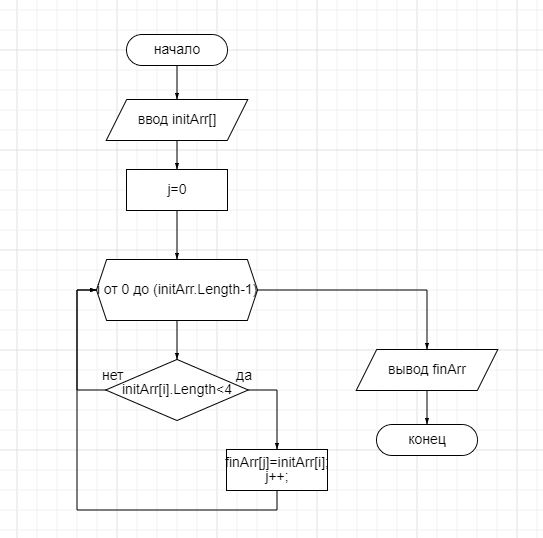 начало
ввод initArr[]
j=0
от 0 до (initArr.Length-1)
нет
да
initArr[i].Length<4
вывод finArr
конец
finArr[j]=initArr[i];
j++;